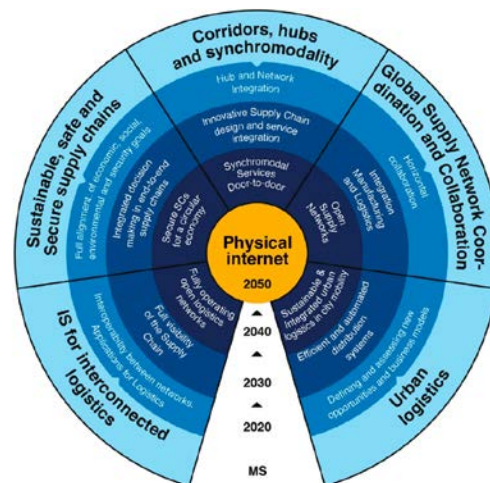 Corridors, hubs
and synchromodality
Hub and Network
Integration
Innovative Supply Chain
design and service
integration
Synchromodal
Services
Door-to-door
Global Supply Network Coor-
dination and Collaboration
Horizontal
collaboration
Integration
Manufacturing
and Logistics
Open
Supply
Networks
Urban
logistics
Defining and assessing new
opportunities and business models
Efficient and automated
distribution
systems
Sustainable &
Integrated urban
logistics in city mobility
IS for interconnected
logistics
Interoperability between networks.
Applications for Logistics
Full visibility
of the Supply
Chain
Fully operating
open logistics
networks
Sustainable, safe and
Secure supply chains
Full alignment of economic, social,
environmental and security goals
Integrated decision
making in end-to-end
supply chains
Secure ISCs
for a circular
economy
Physical
internet
2050
2040
2030
2020
MS